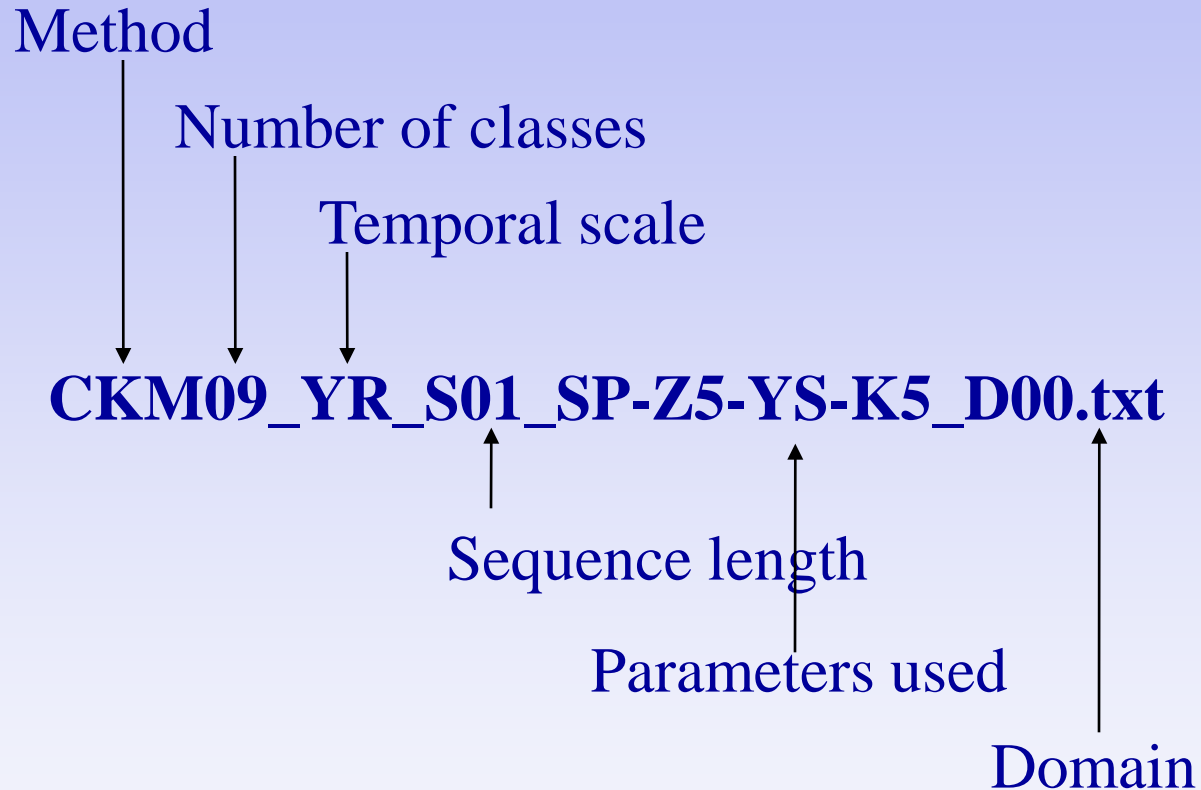 Method
Number of classes
Temporal scale
CKM09_YR_S01_SP-Z5-YS-K5_D00.txt
Sequence length
Parameters used
Domain